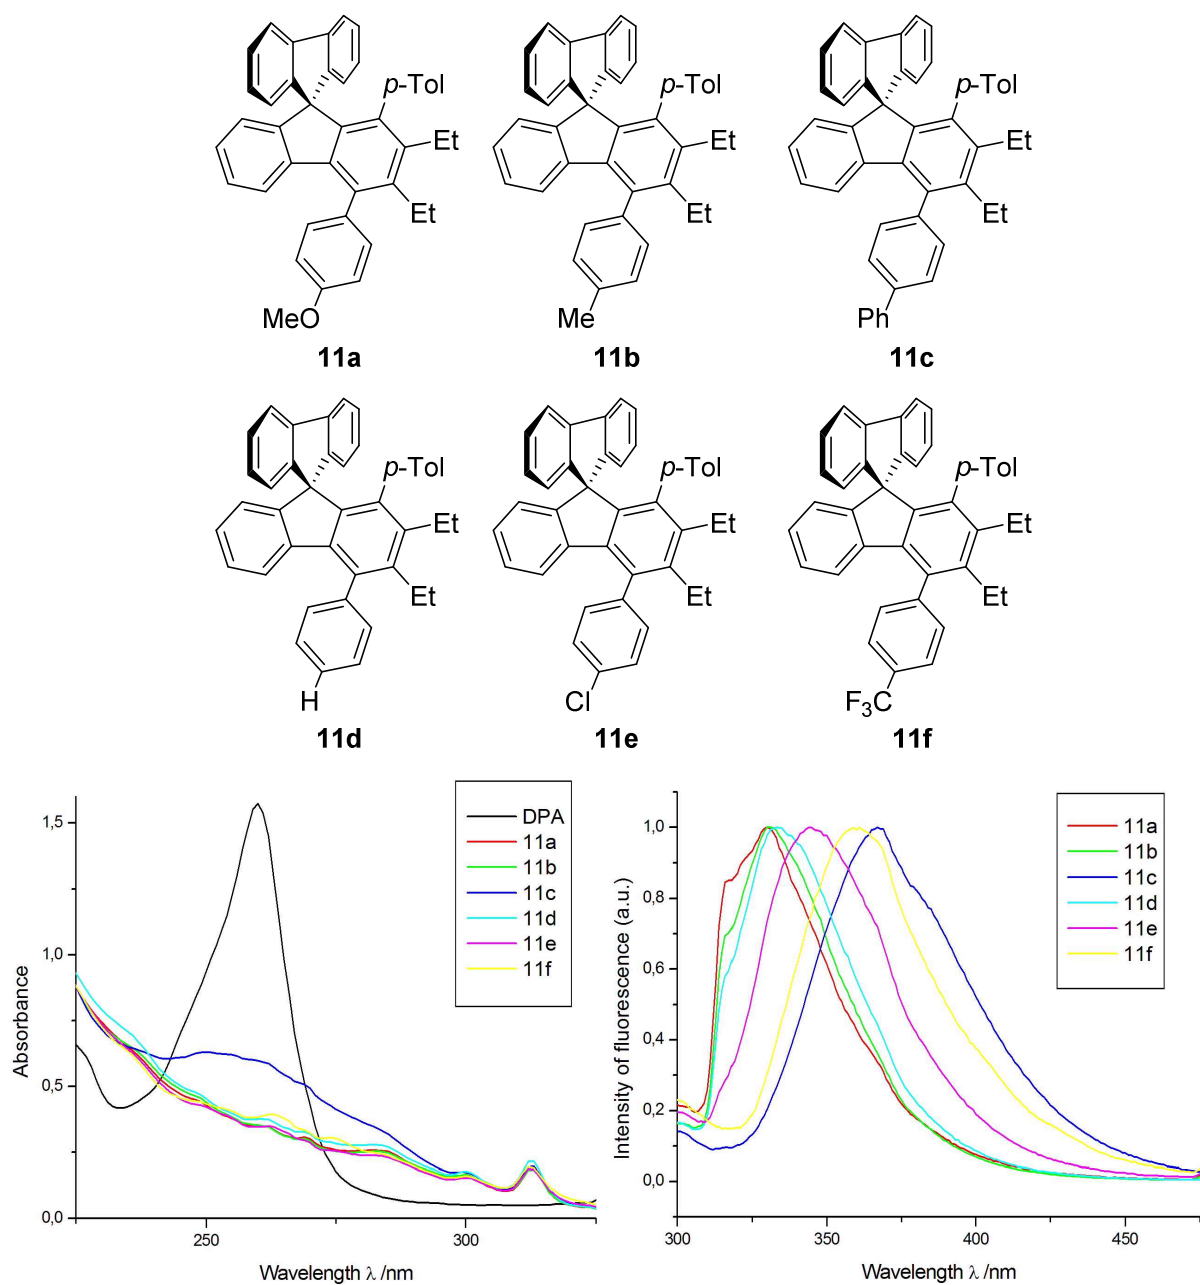 p-Tol
Et
Et
MeO
11a
p-Tol
Et
Et
Me
11b
p-Tol
Et
Et
Ph
11c
p-Tol
Et
Et
H
11d
p-Tol
Et
Et
Cl
11e
p-Tol
Et
Et
F₃C
11f
1,5
1,0
0,5
0,0
Absorbance
250
300
Wavelength λ /nm
DPA
11a
11b
11c
11d
11e
11f
1,0
0,8
0,6
0,4
0,2
0,0
Intensity of fluorescence (a.u.)
300
350
400
450
Wavelength λ /nm
11a
11b
11c
11d
11e
11f